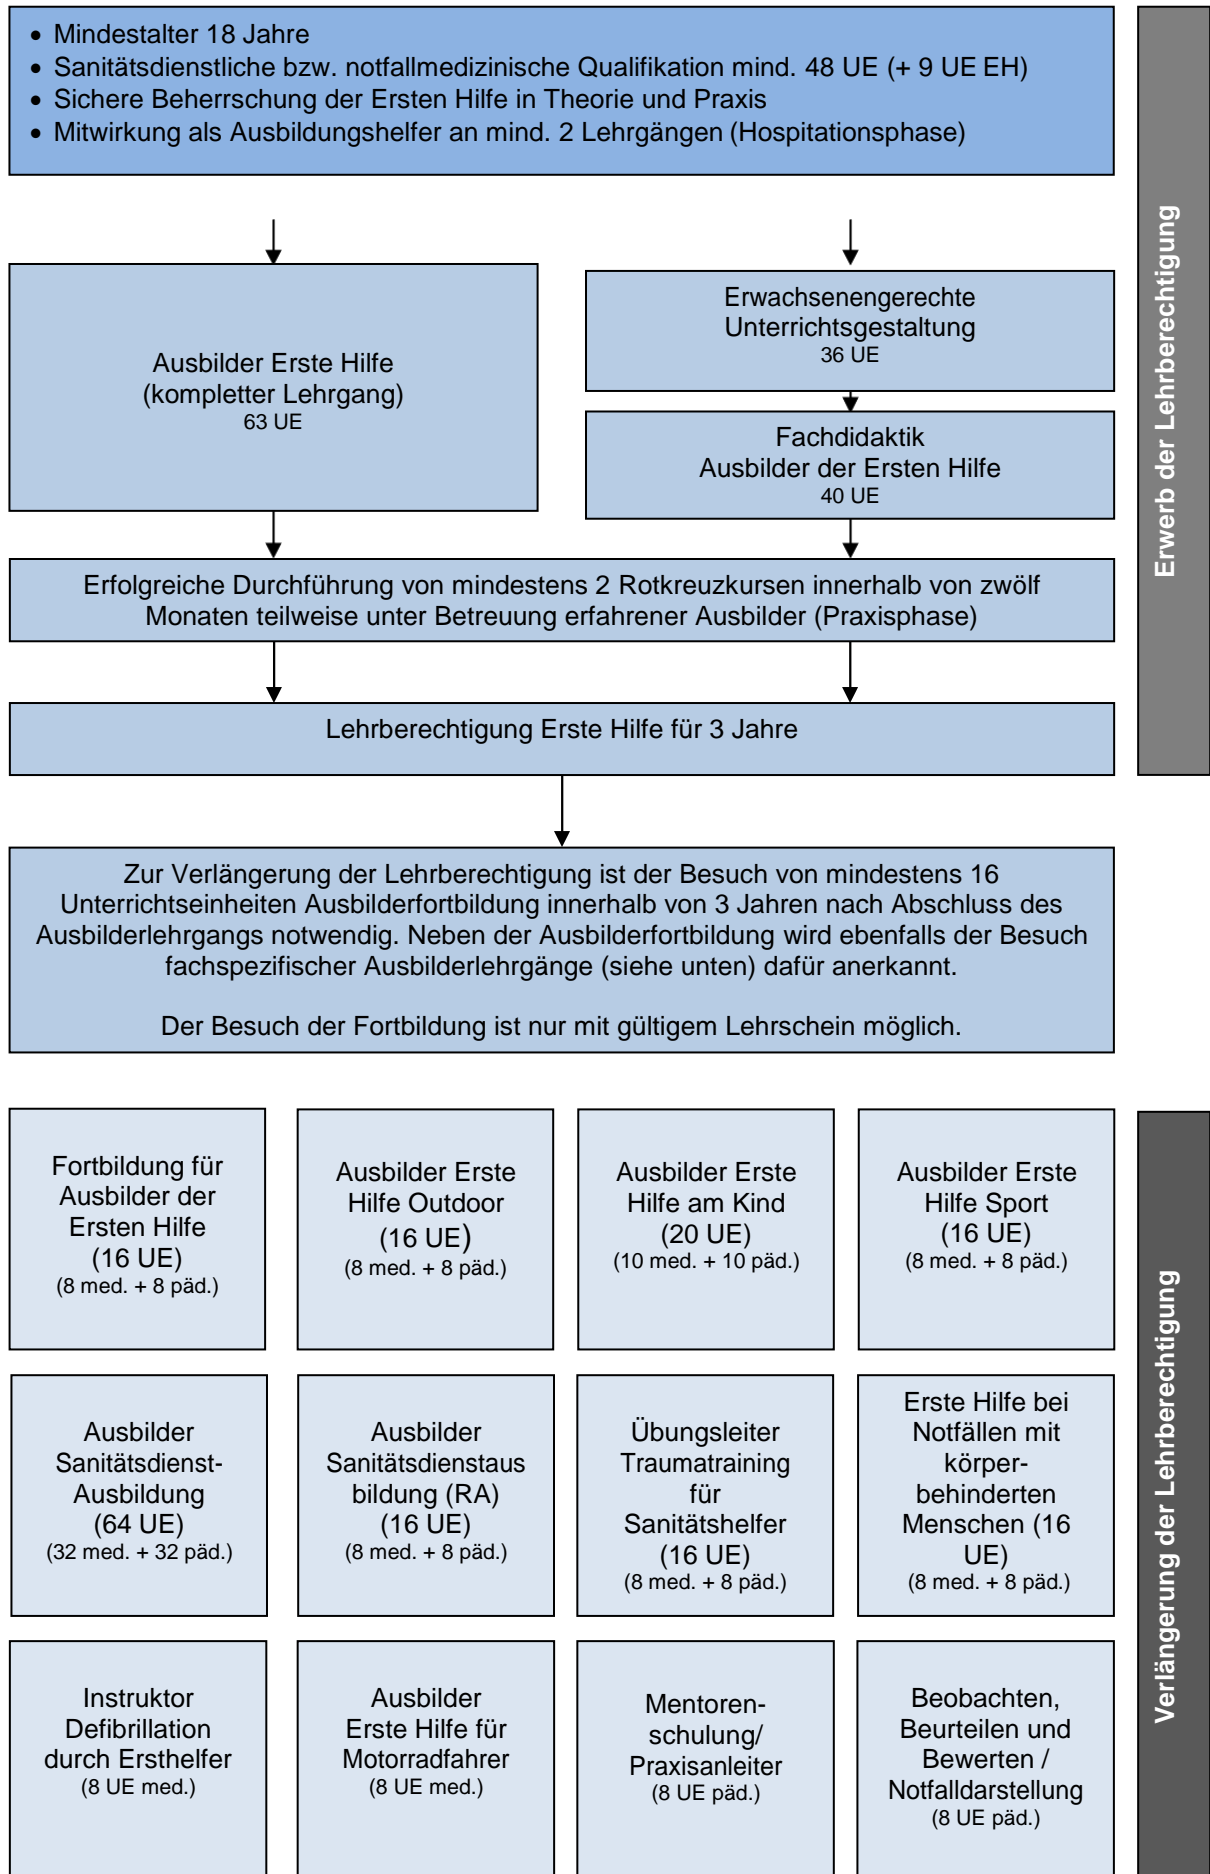 • Mindestalter 18 Jahre
• Sanitätsdienstliche bzw. notfallmedizinische Qualifikation mind. 48 UE (+ 9 UE EH)
• Sichere Beherrschung der Ersten Hilfe in Theorie und Praxis
• Mitwirkung als Ausbildungshelfer an mind. 2 Lehrgängen (Hospitationsphase)
Erwerb der Lehrberechtigung
Ausbilder Erste Hilfe
(kompletter Lehrgang)
63 UE
Erwachsenengerechte
Unterrichtsgestaltung
36 UE
Fachdidaktik
Ausbilder der Ersten Hilfe
40 UE
Erfolgreiche Durchführung von mindestens 2 Rotkreuzkursen innerhalb von zwölf
Monaten teilweise unter Betreuung erfahrener Ausbilder (Praxisphase)
Lehrberechtigung Erste Hilfe für 3 Jahre
Zur Verlängerung der Lehrberechtigung ist der Besuch von mindestens 16
Unterrichtseinheiten Ausbilderfortbildung innerhalb von 3 Jahren nach Abschluss des
Ausbilderlehrgangs notwendig. Neben der Ausbilderfortbildung wird ebenfalls der Besuch
fachspezifischer Ausbilderlehrgänge (siehe unten) dafür anerkannt.
Der Besuch der Fortbildung ist nur mit gültigem Lehrschein möglich.
Verlängerung der Lehrberechtigung
Fortbildung für
Ausbilder der
Ersten Hilfe
(16 UE)
(8 med. + 8 päd.)
Ausbilder Erste
Hilfe Outdoor
(16 UE)
(8 med. + 8 päd.)
Ausbilder Erste
Hilfe am Kind
(20 UE)
(10 med. + 10 päd.)
Ausbilder Erste
Hilfe Sport
(16 UE)
(8 med. + 8 päd.)
Ausbilder
Sanitätsdienst-
Ausbildung
(64 UE)
(32 med. + 32 päd.)
Ausbilder
Sanitätsdienstaus
bildung (RA)
(16 UE)
(8 med. + 8 päd.)
Übungsleiter
Traumatraining
für
Sanitätshelfer
(16 UE)
(8 med. + 8 päd.)
Erste Hilfe bei
Notfällen mit
körper-
behinderten
Menschen (16
UE)
(8 med. + 8 päd.)
Instruktor
Defibrillation
durch Ersthelfer
(8 UE med.)
Ausbilder
Erste Hilfe für
Motorradfahrer
(8 UE med.)
Mentoren-
schulung/
Praxisanleiter
(8 UE päd.)
Beobachten,
Beurteilen und
Bewerten /
Notfalldarstellung
(8 UE päd.)